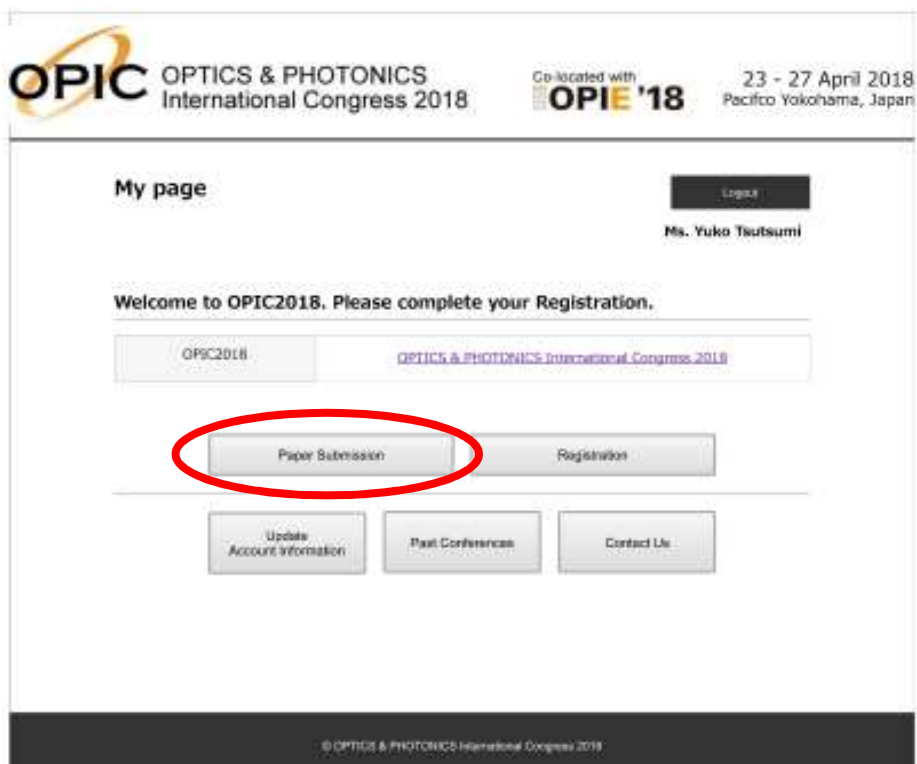 OPIC OPTICS & PHOTONICS
International Congress 2018
Co-located with
OPIE '18
23 - 27 April 2018
Pacifco Yokohama, Japan
My page
Logout
Ms. Yuko Tsutsumi
Welcome to OPIC2018. Please complete your Registration.
OPIC2018
OPTICS & PHOTONICS International Congress 2018
Paper Submission
Registration
Update
Account Information
Past Conferences
Contact Us
© OPTICS & PHOTONICS International Congress 2018